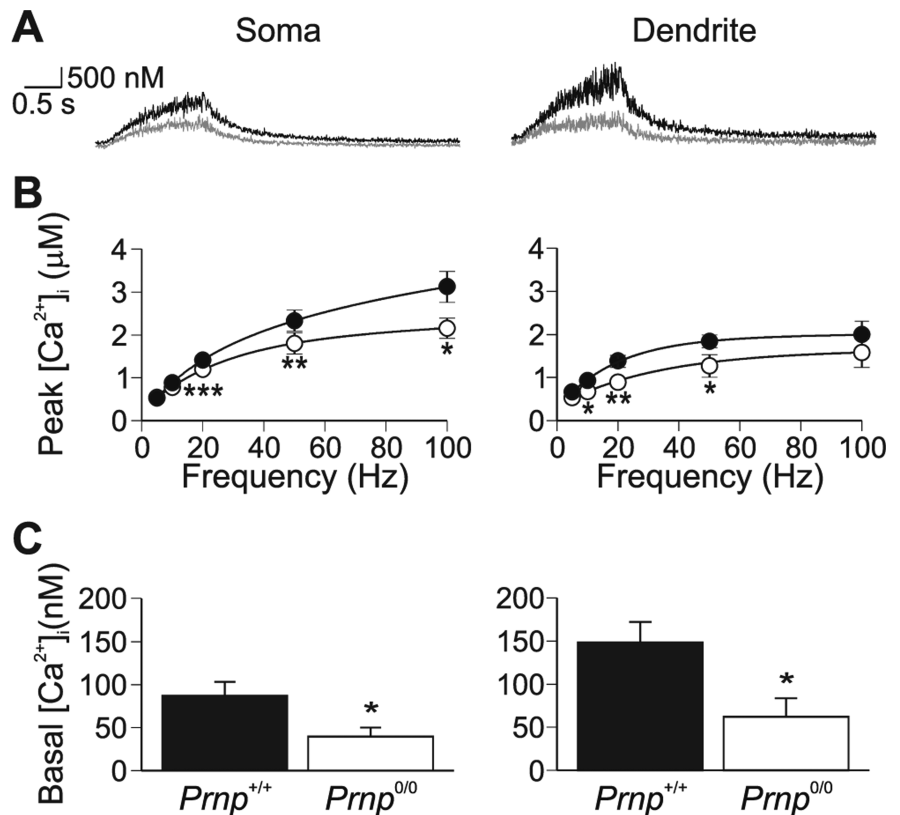 A
Soma
Dendrite
500 nM
0.5 s
B
Peak [Ca²⁺]ᵢ (μM)
4
3
2
1
0
***
**
*
0 20 40 60 80 100
Frequency (Hz)
4
3
2
1
0
*
**
*
0 20 40 60 80 100
Frequency (Hz)
C
Basal [Ca²⁺]ᵢ(nM)
200
150
100
50
0
*
Prnp⁺/⁺ Prnp⁰/⁰
200
150
100
50
0
*
Prnp⁺/⁺ Prnp⁰/⁰